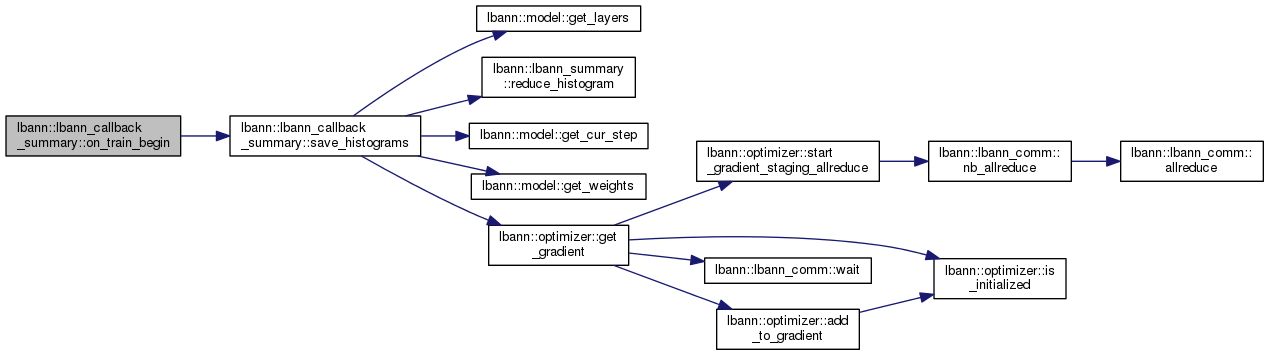 lbann::lbann_callback
_summary::on_train_begin
lbann::lbann_callback
_summary::save_histograms
lbann::model::get_layers
lbann::lbann_summary
::reduce_histogram
lbann::model::get_cur_step
lbann::model::get_weights
lbann::optimizer::get
_gradient
lbann::optimizer::start
_gradient_staging_allreduce
lbann::lbann_comm::
nb_allreduce
lbann::lbann_comm::
allreduce
lbann::lbann_comm::wait
lbann::optimizer::is
_initialized
lbann::optimizer::add
_to_gradient